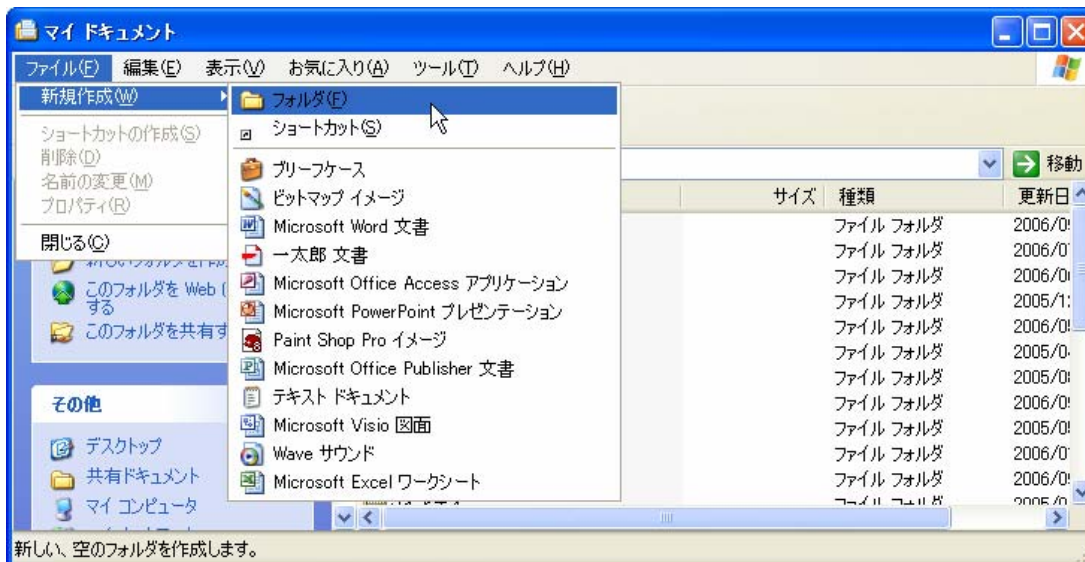 マイ ドキュメント
ファイル(F) 編集(E) 表示(V) お気に入り(A) ツール(T) ヘルプ(H)
新規作成(W)
ショートカットの作成(S)
削除(D)
名前の変更(M)
プロパティ(R)
閉じる(C)
フォルダ(F)
ショートカット(S)
ブリーフケース
ビットマップ イメージ
Microsoft Word 文書
一太郎 文書
Microsoft Office Access アプリケーション
Microsoft PowerPoint プレゼンテーション
Paint Shop Pro イメージ
Microsoft Office Publisher 文書
テキスト ドキュメント
Microsoft Visio 図面
Wave サウンド
Microsoft Excel ワークシート
移動
サイズ 種類 更新日
ファイル フォルダ 2006/0
ファイル フォルダ 2006/0
ファイル フォルダ 2006/0
ファイル フォルダ 2005/1
ファイル フォルダ 2006/0
ファイル フォルダ 2005/0
ファイル フォルダ 2005/0
ファイル フォルダ 2006/0
ファイル フォルダ 2005/0
ファイル フォルダ 2006/0
ファイル フォルダ 2006/0
このフォルダを Web
する
このフォルダを共有す
その他
デスクトップ
共有ドキュメント
マイ コンピュータ
新しい、空のフォルダを作成します。